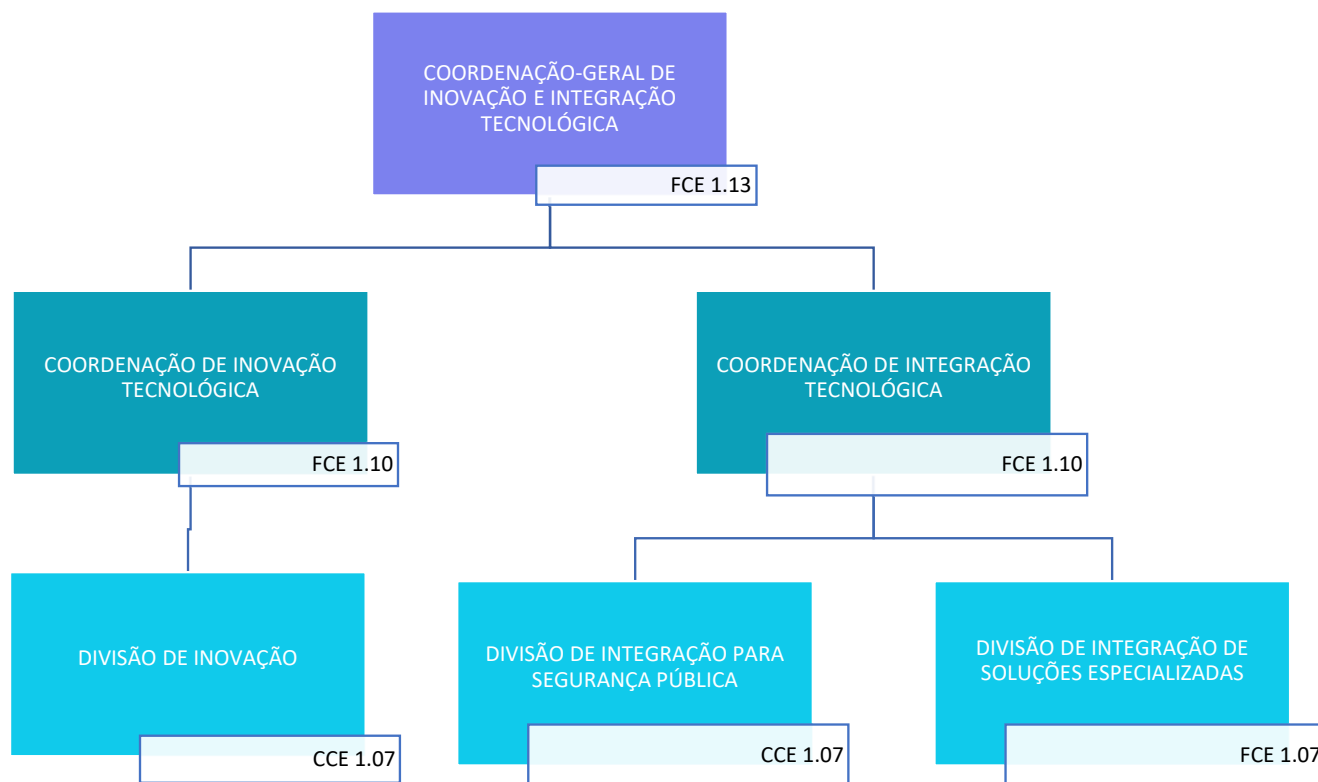 COORDENAÇÃO-GERAL DE
INOVAÇÃO E INTEGRAÇÃO
TECNOLÓGICA
FCE 1.13
COORDENAÇÃO DE INOVAÇÃO
TECNOLÓGICA
FCE 1.10
COORDENAÇÃO DE INTEGRAÇÃO
TECNOLÓGICA
FCE 1.10
DIVISÃO DE INOVAÇÃO
CCE 1.07
DIVISÃO DE INTEGRAÇÃO PARA
SEGURANÇA PÚBLICA
CCE 1.07
DIVISÃO DE INTEGRAÇÃO DE
SOLUÇÕES ESPECIALIZADAS
FCE 1.07